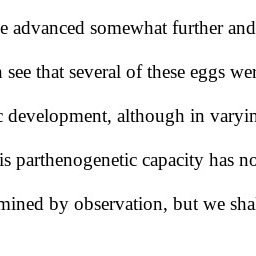 e advanced somewhat further and
see that several of these eggs wer
c development, although in varyin
is parthenogenetic capacity has no
mined by observation, but we sha